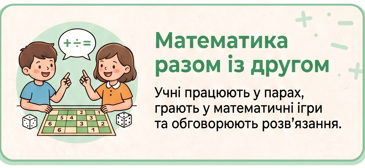 +÷=
Математика
разом із другом
Учні працюють у парах,
грають у математичні ігри
та обговорюють розв’язання.